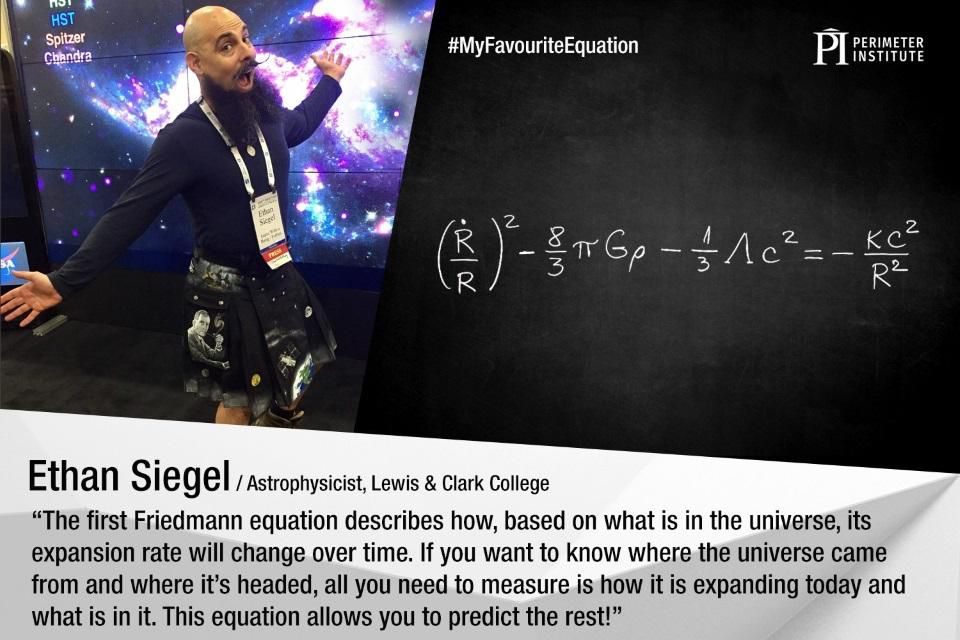 HST
HST
Spitzer
Chandra
#MyFavouriteEquation
PI PERIMETER
INSTITUTE
Ethan
Siegel
(Ṙ/R)² - 8/3 πGρ - 1/3 Λc² = - Kc²/R²
Ethan Siegel / Astrophysicist, Lewis & Clark College
“The first Friedmann equation describes how, based on what is in the universe, its
expansion rate will change over time. If you want to know where the universe came
from and where it’s headed, all you need to measure is how it is expanding today and
what is in it. This equation allows you to predict the rest!”